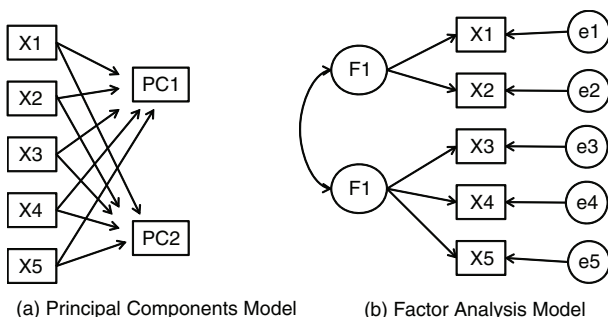 X1
X2
X3
X4
X5
PC1
PC2
(a) Principal Components Model
F1
F1
X1
X2
X3
X4
X5
e1
e2
e3
e4
e5
(b) Factor Analysis Model